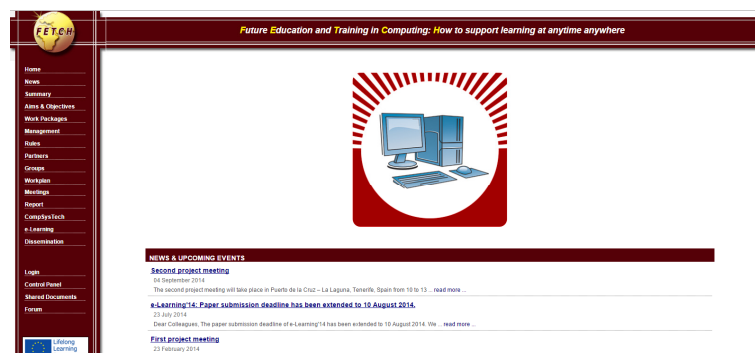 FETCH
Future Education and Training in Computing: How to support learning at anytime anywhere
Home
News
Summary
Aims & Objectives
Work Packages
Management
Rules
Partners
Groups
Workplan
Meetings
Report
CompSysTech
e-Learning
Dissemination
Login
Control Panel
Shared Documents
Forum
Lifelong
Learning
NEWS & UPCOMING EVENTS
Second project meeting
04 September 2014
The second project meeting will take place in Puerto de la Cruz – La Laguna, Tenerife, Spain from 10 to 13 ... read more ...
e-Learning'14: Paper submission deadline has been extended to 10 August 2014.
23 July 2014
Dear Colleagues, The paper submission deadline of e-Learning'14 has been extended to 10 August 2014. We ... read more ...
First project meeting
23 February 2014